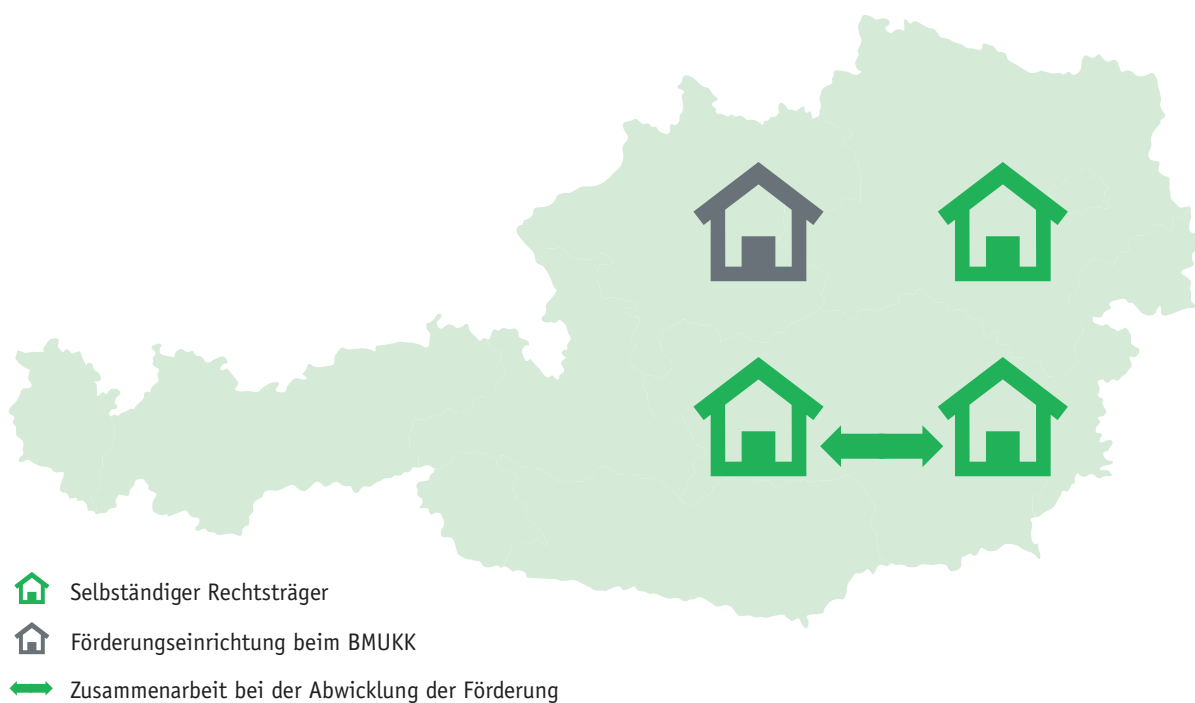 Selbständiger Rechtsträger
Förderungseinrichtung beim BMUKK
Zusammenarbeit bei der Abwicklung der Förderung